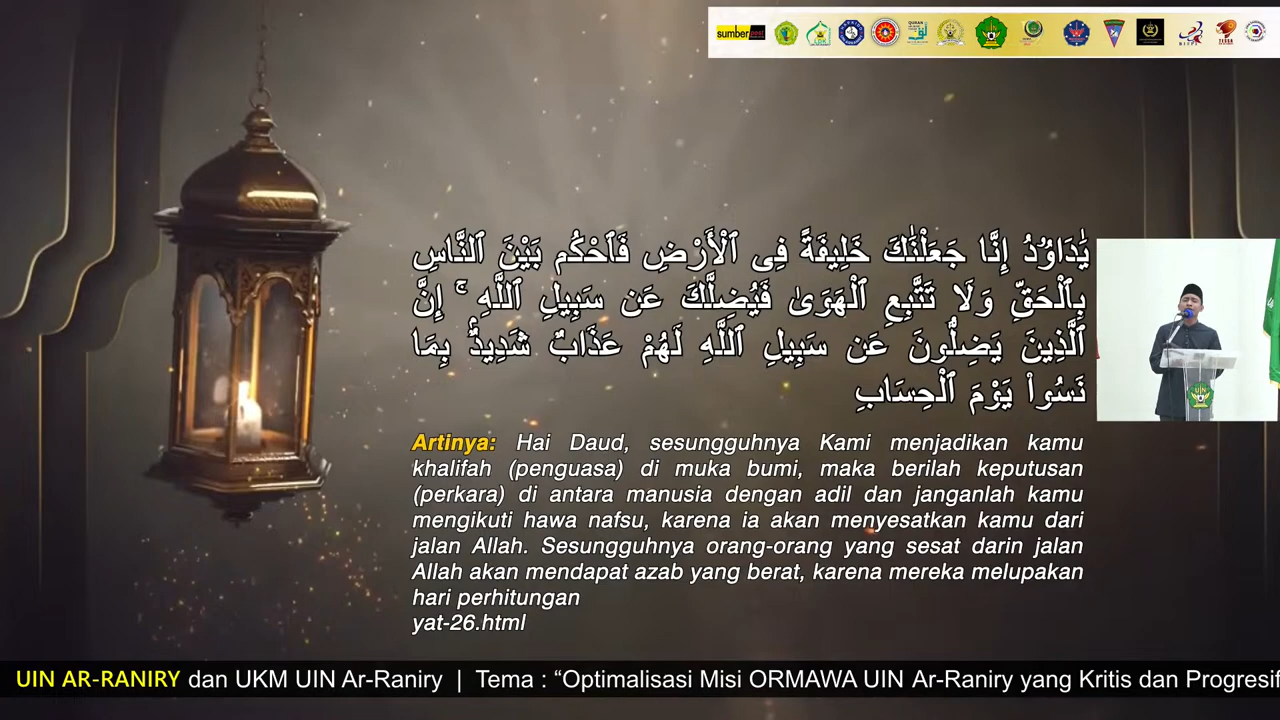 sumberpost
يَٰدَاوُۥدُ إِنَّا جَعَلْنَٰكَ خَلِيفَةً فِى ٱلْأَرْضِ فَٱحْكُم بَيْنَ ٱلنَّاسِ
بِٱلْحَقِّ وَلَا تَتَّبِعِ ٱلْهَوَىٰ فَيُضِلَّكَ عَن سَبِيلِ ٱللَّهِ ۚ إِنَّ
ٱلَّذِينَ يَضِلُّونَ عَن سَبِيلِ ٱللَّهِ لَهُمْ عَذَابٌ شَدِيدٌۢ بِمَا
نَسُوا۟ يَوْمَ ٱلْحِسَابِ
Artinya: Hai Daud, sesungguhnya Kami menjadikan kamu
khalifah (penguasa) di muka bumi, maka berilah keputusan
(perkara) di antara manusia dengan adil dan janganlah kamu
mengikuti hawa nafsu, karena ia akan menyesatkan kamu dari
jalan Allah. Sesungguhnya orang-orang yang sesat darin jalan
Allah akan mendapat azab yang berat, karena mereka melupakan
hari perhitungan
yat-26.html
UIN
UIN AR-RANIRY dan UKM UIN Ar-Raniry | Tema : “Optimalisasi Misi ORMAWA UIN Ar-Raniry yang Kritis dan Progresif